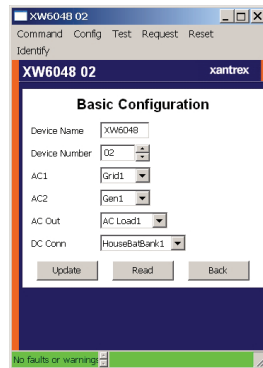 XW6048 02
Command Config Test Request Reset
Identify
XW6048 02 xantrex
Basic Configuration
Device Name XW6048
Device Number 02
AC1 Grid1
AC2 Gen1
AC Out AC Load1
DC Conn HouseBatBank1
Update Read Back
No faults or warnings